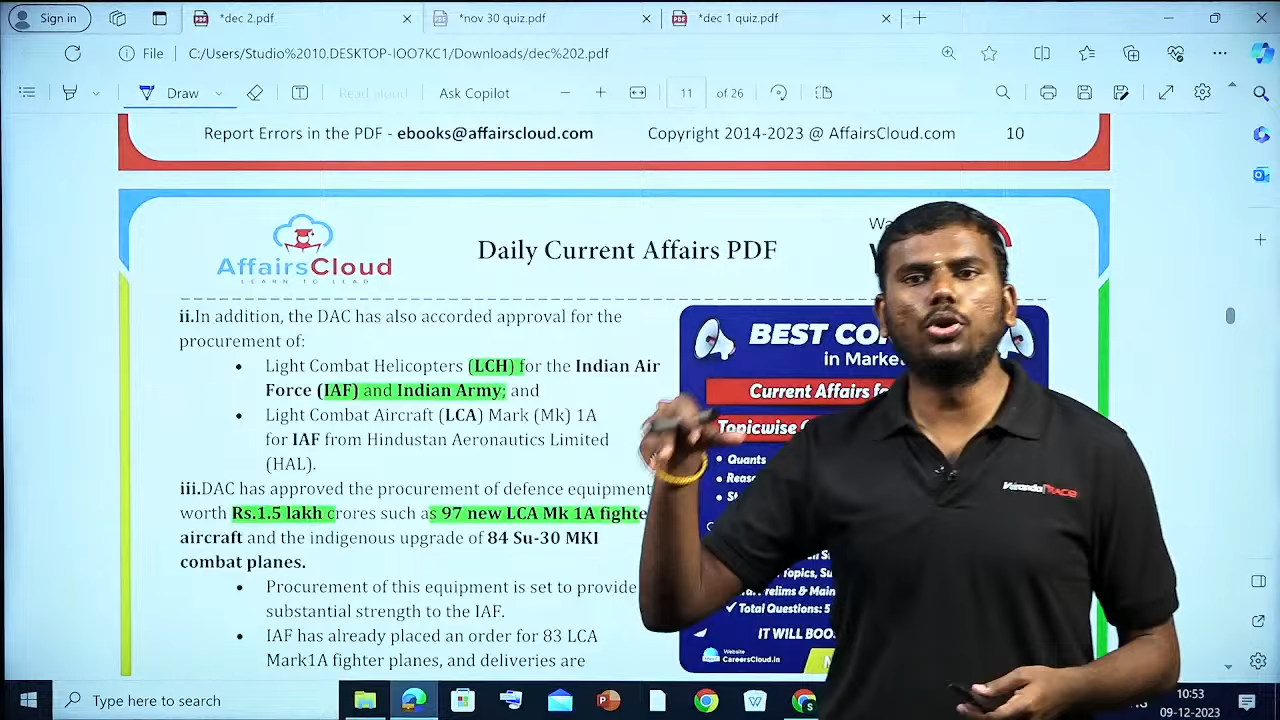 Sign in
*dec 2.pdf
*nov 30 quiz.pdf
*dec 1 quiz.pdf
File
C:/Users/Studio%2010.DESKTOP-IOO7KC1/Downloads/dec%202.pdf
Draw
Read aloud
Ask Copilot
11
of 26
Report Errors in the PDF - ebooks@affairscloud.com
Copyright 2014-2023 @ AffairsCloud.com
10
AffairsCloud
LEARN TO LEAD
Daily Current Affairs PDF
ii.In addition, the DAC has also accorded approval for the
procurement of:
• Light Combat Helicopters (LCH) for the Indian Air
Force (IAF) and Indian Army; and
• Light Combat Aircraft (LCA) Mark (Mk) 1A
for IAF from Hindustan Aeronautics Limited
(HAL).
iii.DAC has approved the procurement of defence equipment
worth Rs.1.5 lakh crores such as 97 new LCA Mk 1A fighte
aircraft and the indigenous upgrade of 84 Su-30 MKI
combat planes.
• Procurement of this equipment is set to provide
substantial strength to the IAF.
• IAF has already placed an order for 83 LCA
Mark1A fighter planes, and deliveries are
BEST
in Market
Current Affairs
Topicwise
• Quants
Topics,
✓ Total Questions: 5
IT WILL
Website
CareersCloud.in
Veranda RACE
Type here to search
10:53
09-12-2023